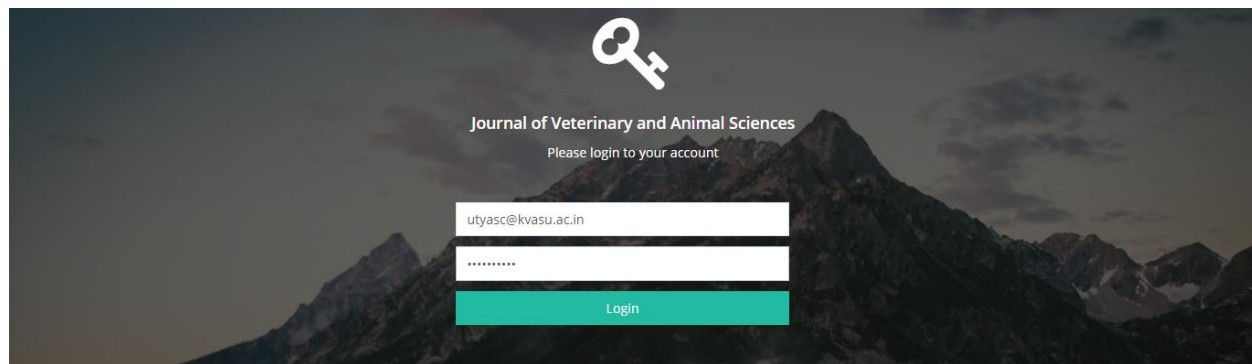 Journal of Veterinary and Animal Sciences
Please login to your account
utyasc@kvasu.ac.in
••••••••••
Login